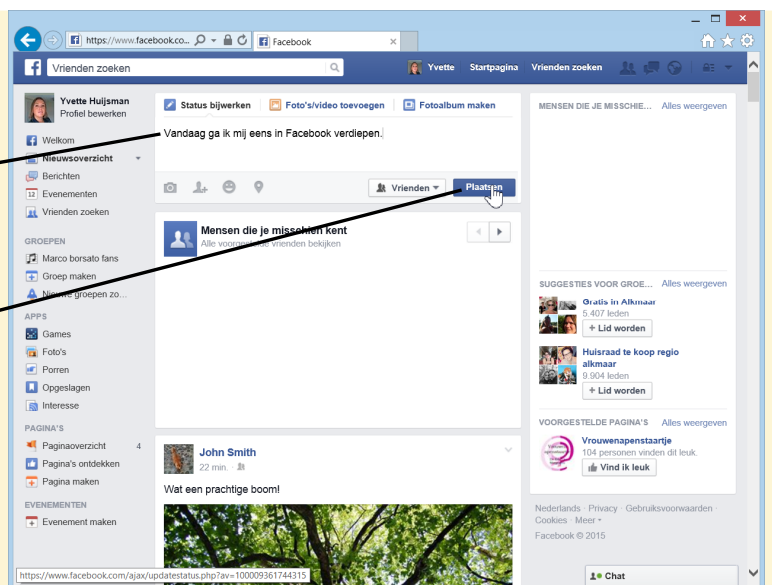 https://www.facebook.co...
Facebook
Vrienden zoeken
Yvette
Startpagina
Vrienden zoeken
Yvette Huijsman
Profiel bewerken
Welkom
Nieuwsoverzicht
Berichten
12 Evenementen
Vrienden zoeken
GROEPEN
Marco borsato fans
Groep maken
Nieuwe groepen zo...
APPS
Games
Foto's
Porren
Opgeslagen
Interesse
PAGINA'S
Paginaoverzicht 4
Pagina's ontdekken
Pagina maken
EVENEMENTEN
Evenement maken
Status bijwerken
Foto's/video toevoegen
Fotoalbum maken
Vandaag ga ik mij eens in Facebook verdiepen.
Vrienden
Plaatsen
Mensen die je misschien kent
Alle voorgestelde vrienden bekijken
John Smith
22 min.
Wat een prachtige boom!
MENSEN DIE JE MISSCHIE... Alles weergeven
SUGGESTIES VOOR GROE... Alles weergeven
Gratis in Alkmaar
5.407 leden
+ Lid worden
Huisraad te koop regio
alkmaar
9.904 leden
+ Lid worden
VOORGESTELDE PAGINA'S Alles weergeven
Vrouwenapenstaartje
104 personen vinden dit leuk.
Vind ik leuk
Nederlands · Privacy · Gebruiksvoorwaarden ·
Cookies · Meer
Facebook © 2015
Chat
https://www.facebook.com/ajax/updatestatus.php?av=100009361744315